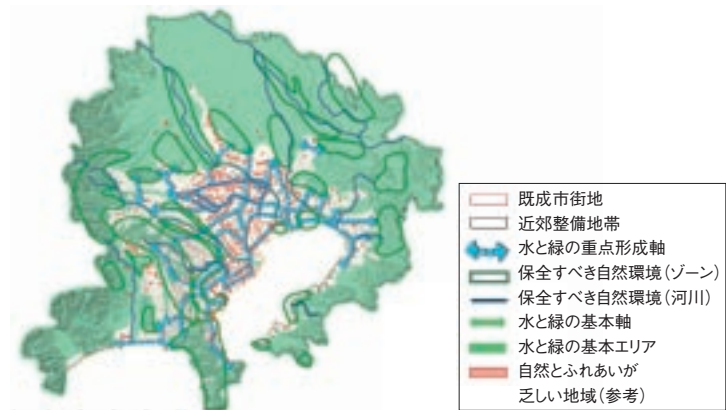 既成市街地
近郊整備地帯
水と緑の重点形成軸
保全すべき自然環境（ゾーン）
保全すべき自然環境（河川）
水と緑の基本軸
水と緑の基本エリア
自然とふれあいが
乏しい地域（参考）